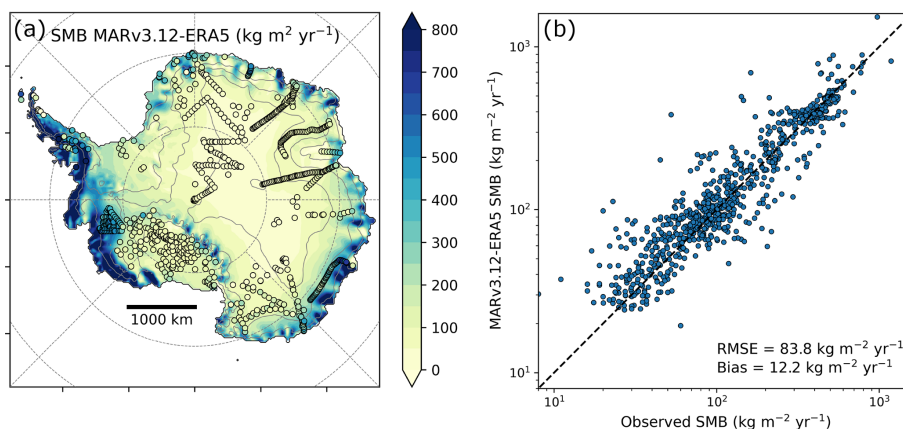 (a)
SMB MARv3.12-ERA5 (kg m² yr⁻¹)
800
700
600
500
400
300
200
100
0
1000 km
(b)
10³
10²
10¹
MARv3.12-ERA5 SMB (kg m⁻² yr⁻¹)
RMSE = 83.8 kg m⁻² yr⁻¹
Bias = 12.2 kg m⁻² yr⁻¹
10¹
10²
10³
Observed SMB (kg m⁻² yr⁻¹)